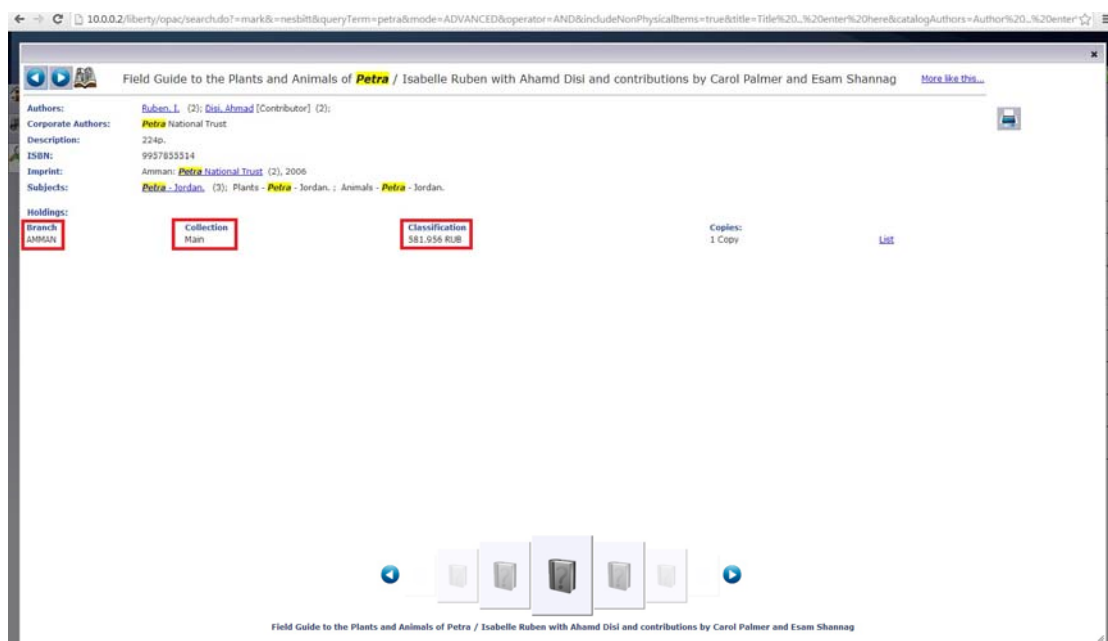 10.0.0.2/liberty/opac/search.do?=mark&=nesbitt&queryTerm=petra&mode=ADVANCED&operator=AND&includeNonPhysicalItems=true&title=Title%20..%20enter%20here&catalogAuthors=Author%20..%20enter
Field Guide to the Plants and Animals of Petra / Isabelle Ruben with Ahamd Disi and contributions by Carol Palmer and Esam Shannag More like this...
Authors: Ruben, I. (2); Disi, Ahmad [Contributor] (2);
Corporate Authors: Petra National Trust
Description: 224p.
ISBN: 9957855514
Imprint: Amman: Petra National Trust (2), 2006
Subjects: Petra - Jordan. (3); Plants - Petra - Jordan. ; Animals - Petra - Jordan.
Holdings:
Branch Collection Classification Copies:
AMMAN Main 581.956 RUB 1 Copy List
Field Guide to the Plants and Animals of Petra / Isabelle Ruben with Ahamd Disi and contributions by Carol Palmer and Esam Shannag